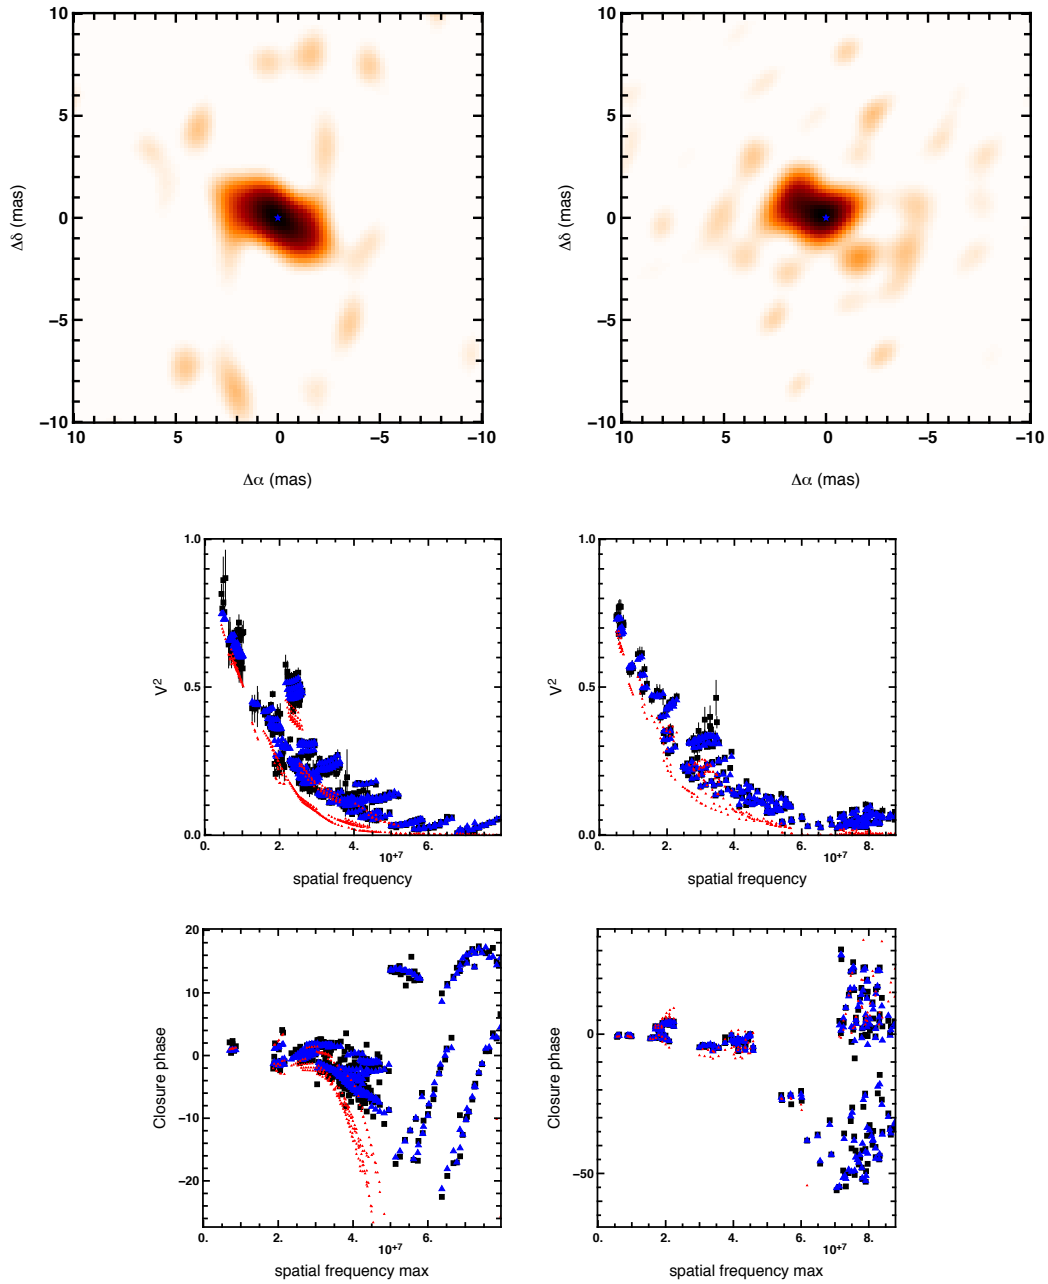 10 10
5 5
Δδ (mas) 0 Δδ (mas) 0
−5 −5
−10 −10
10 5 0 −5 −10 10 5 0 −5 −10
Δα (mas) Δα (mas)
1.0 1.0
V² 0.5 V² 0.5
0.0 0.0
0. 2. 4. 6. 0. 2. 4. 6. 8.
10+7 10+7
spatial frequency spatial frequency
20
10
0 0
Closure phase Closure phase
−10
−20 −50
0. 2. 4. 6. 0. 2. 4. 6. 8.
10+7 10+7
spatial frequency max spatial frequency max